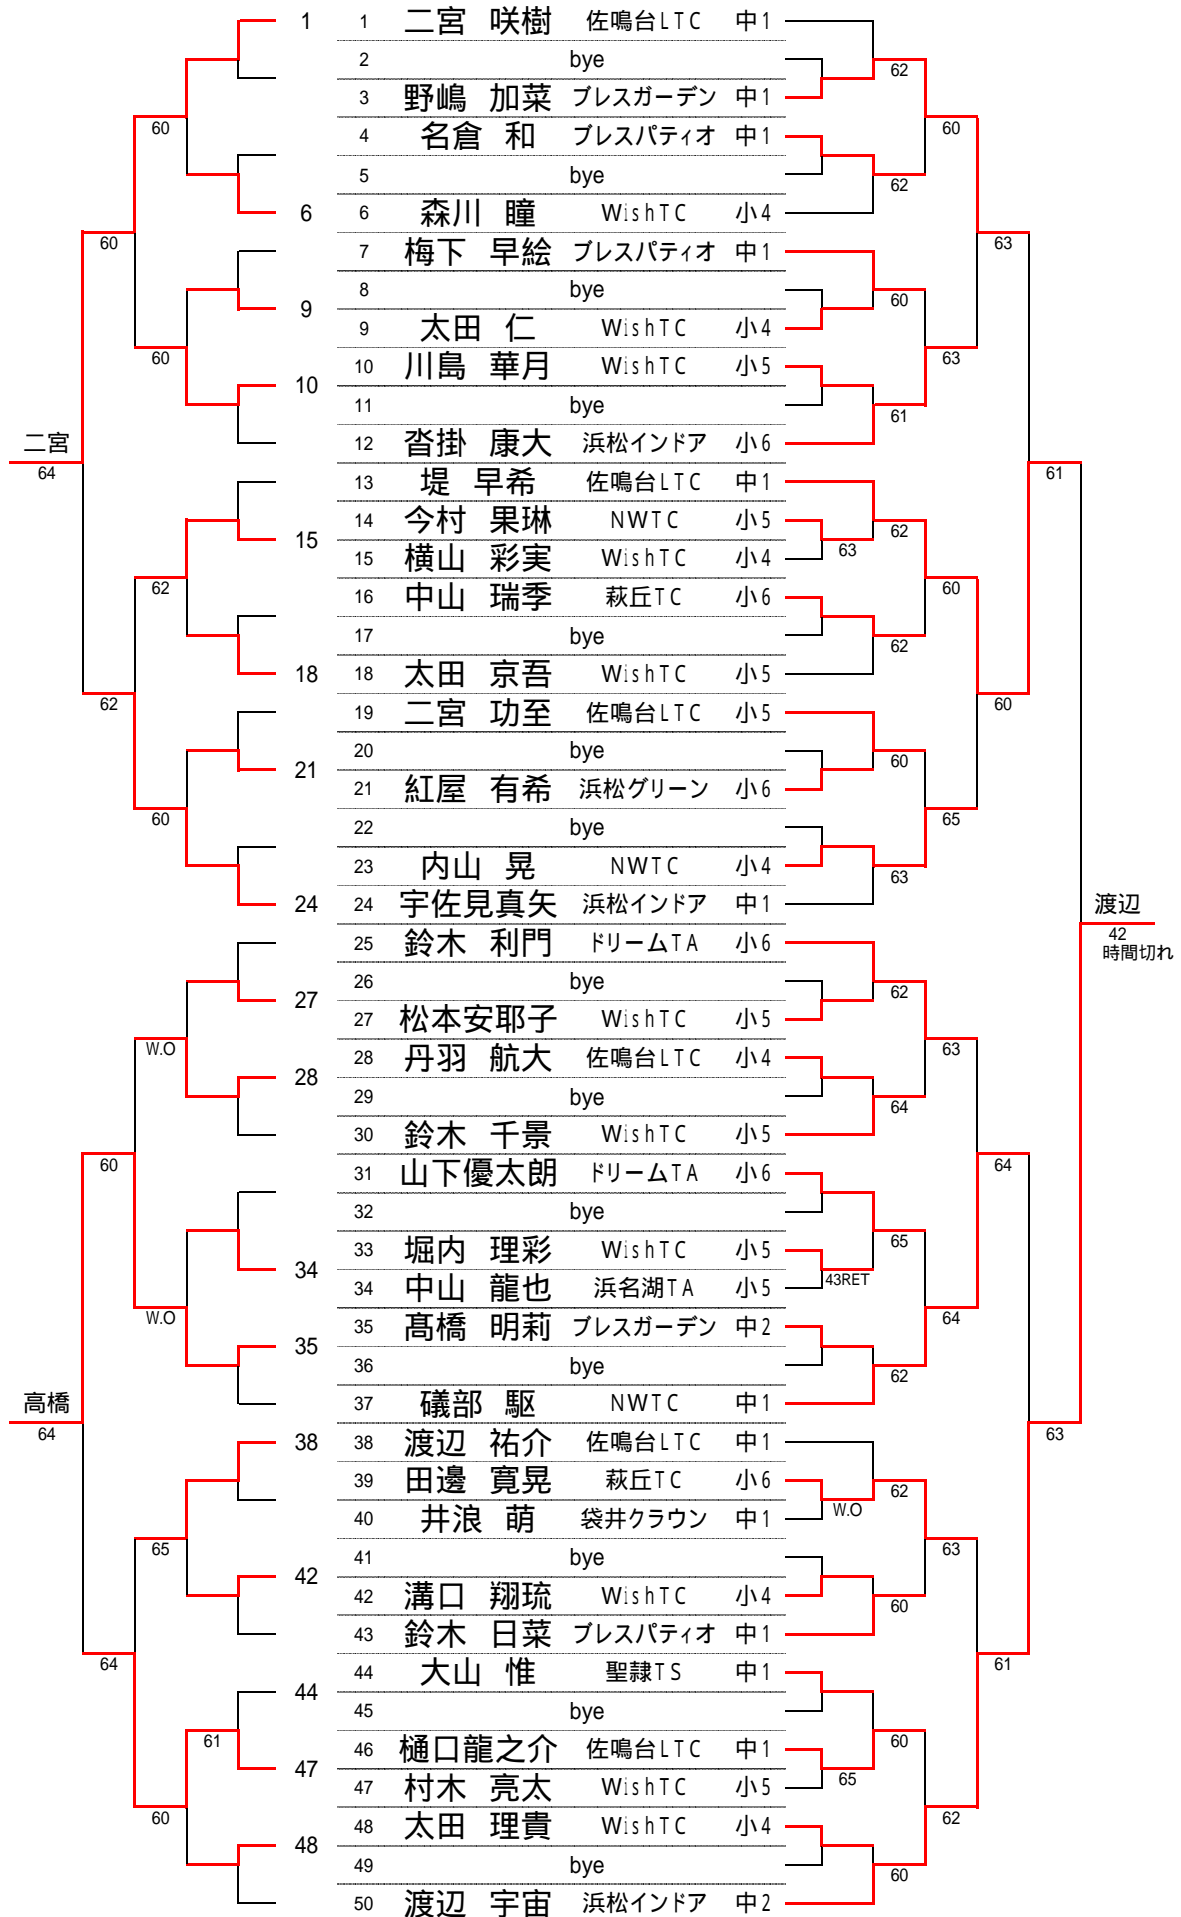 1 1 二宮 咲樹 佐鳴台LTC 中1
2 bye 62
3 野嶋 加菜 ブレスガーデン 中1
60 4 名倉 和 ブレスパティオ 中1 60
5 bye 62
6 6 森川 瞳 WishTC 小4
60 7 梅下 早絵 ブレスパティオ 中1 63
8 bye 60
9 9 太田 仁 WishTC 小4
60 10 川島 華月 WishTC 小5 63
10
11 bye 61
二宮 12 沓掛 康大 浜松インドア 小6
64 13 堤 早希 佐鳴台LTC 中1 61
14 今村 果琳 NWTC 小5 62
15 15 横山 彩実 WishTC 小4 63
62 16 中山 瑞季 萩丘TC 小6 60
17 bye 62
18 18 太田 京吾 WishTC 小5
62 19 二宮 功至 佐鳴台LTC 小5 60
20 bye 60
21 21 紅屋 有希 浜松グリーン 小6
60 22 bye 65
23 内山 晃 NWTC 小4 63
24 24 宇佐見真矢 浜松インドア 中1 渡辺
25 鈴木 利門 ドリームTA 小6 42
時間切れ
26 bye 62
27 27 松本安耶子 WishTC 小5
W.O 28 丹羽 航大 佐鳴台LTC 小4 63
28
29 bye 64
30 鈴木 千景 WishTC 小5
60 31 山下優太朗 ドリームTA 小6 64
32 bye
33 堀内 理彩 WishTC 小5 65
34 34 中山 龍也 浜名湖TA 小5 43RET
W.O 35 髙橋 明莉 ブレスガーデン 中2 64
35
36 bye 62
高橋 37 礒部 駆 NWTC 中1
64 63
38 38 渡辺 祐介 佐鳴台LTC 中1
39 田邊 寛晃 萩丘TC 小6 62
40 井浪 萌 袋井クラウン 中1 W.O
65 41 bye 63
42 42 溝口 翔琉 WishTC 小4 60
43 鈴木 日菜 ブレスパティオ 中1
64 44 大山 惟 聖隷TS 中1 61
44
45 bye
61 46 樋口龍之介 佐鳴台LTC 中1 60
47 47 村木 亮太 WishTC 小5 65
60 48 太田 理貴 WishTC 小4 62
48
49 bye 60
50 渡辺 宇宙 浜松インドア 中2